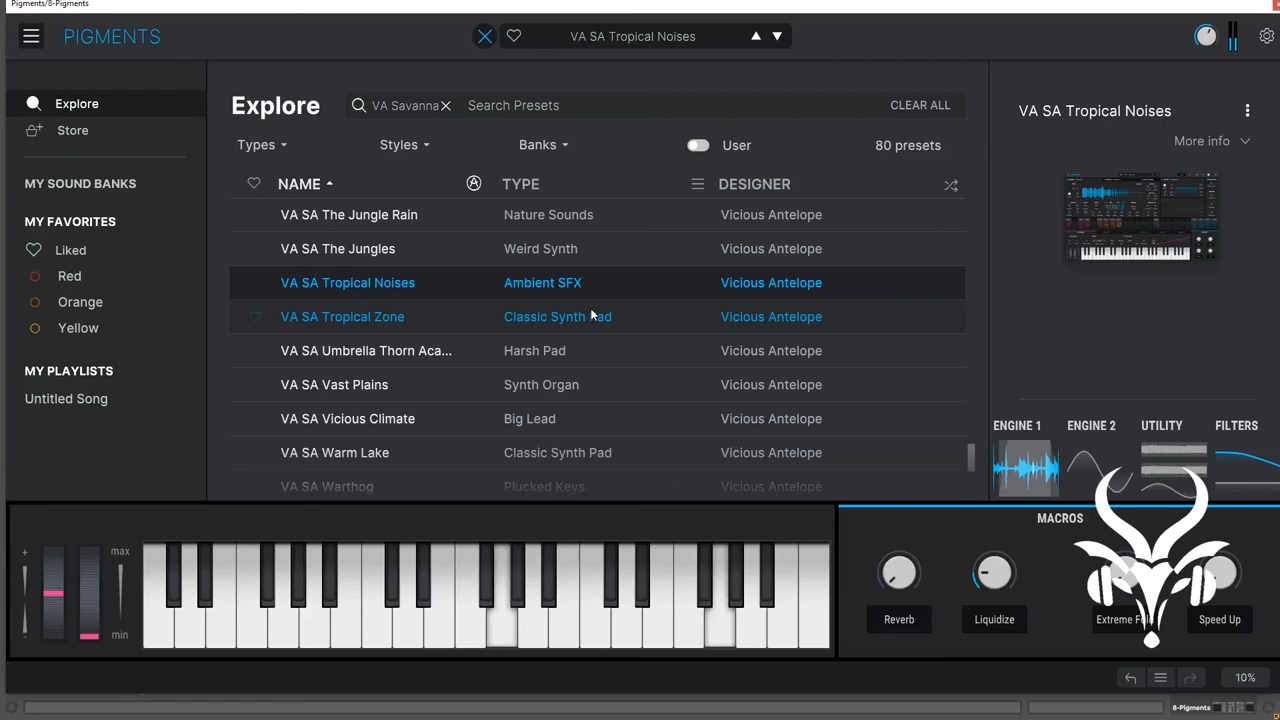 Pigments/8-Pigments
PIGMENTS
VA SA Tropical Noises
Explore
Store
MY SOUND BANKS
MY FAVORITES
Liked
Red
Orange
Yellow
MY PLAYLISTS
Untitled Song
Explore
VA Savanna
Search Presets
CLEAR ALL
Types
Styles
Banks
User
80 presets
NAME TYPE DESIGNER
VA SA The Jungle Rain Nature Sounds Vicious Antelope
VA SA The Jungles Weird Synth Vicious Antelope
VA SA Tropical Noises Ambient SFX Vicious Antelope
VA SA Tropical Zone Classic Synth Pad Vicious Antelope
VA SA Umbrella Thorn Aca... Harsh Pad Vicious Antelope
VA SA Vast Plains Synth Organ Vicious Antelope
VA SA Vicious Climate Big Lead Vicious Antelope
VA SA Warm Lake Classic Synth Pad Vicious Antelope
VA SA Warthog Plucked Keys Vicious Antelope
VA SA Tropical Noises
More info
ENGINE 1 ENGINE 2 UTILITY FILTERS
+
-
max
min
MACROS
Reverb
Liquidize
Extreme
Speed Up
10%
8-Pigments